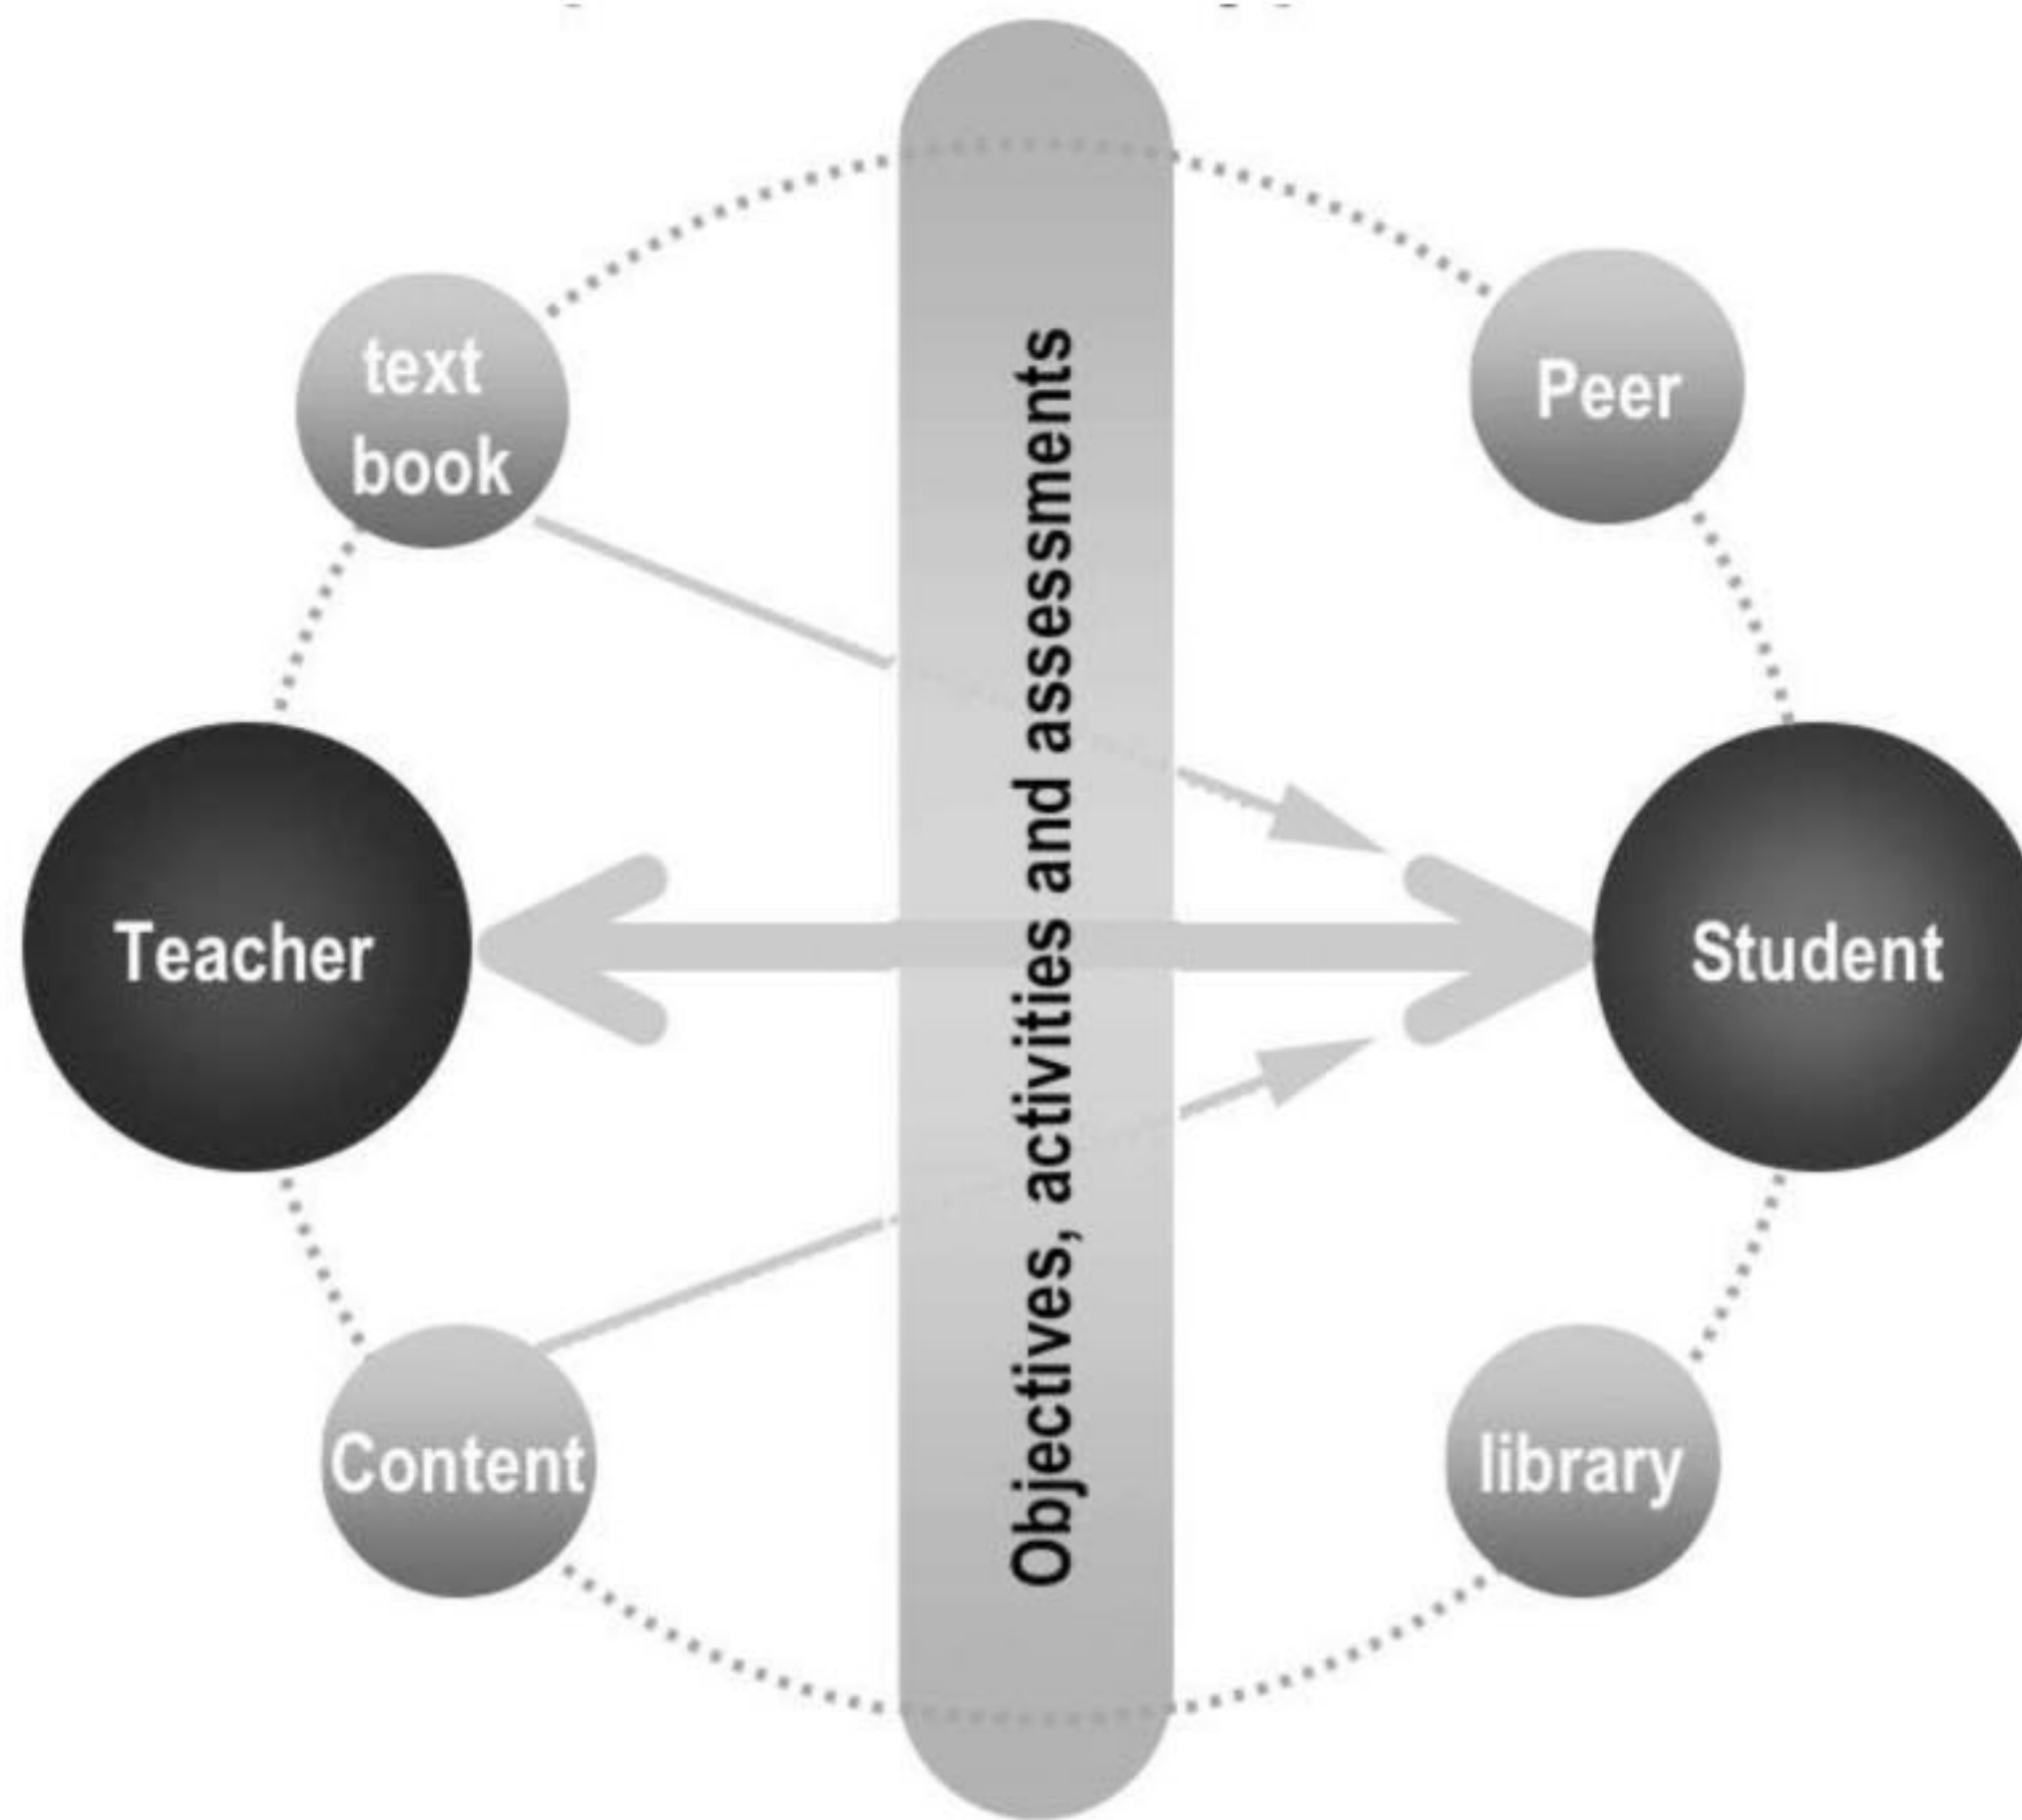 text
book
Peer
Objectives, activities and assessments
Teacher
Student
Content
library